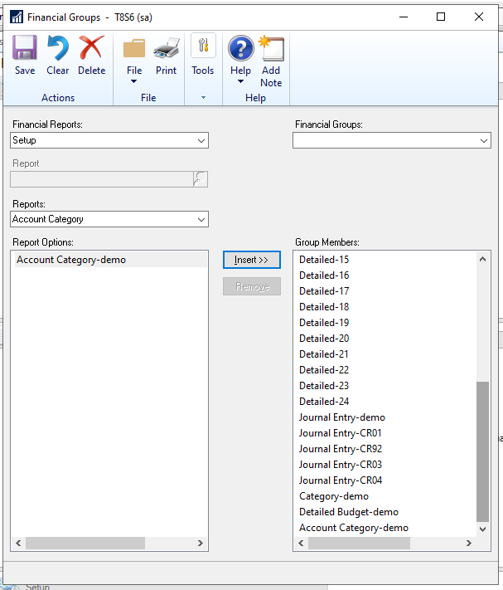 Financial Groups - T8S6 (sa)
Save
Clear
Delete
File
Print
Tools
Help
Add
Note
Actions
File
Help
Financial Reports:
Financial Groups:
Setup
Report
Reports:
Account Category
Report Options:
Group Members:
Account Category-demo
Insert >>
Remove
Detailed-15
Detailed-16
Detailed-17
Detailed-18
Detailed-19
Detailed-20
Detailed-21
Detailed-22
Detailed-23
Detailed-24
Journal Entry-demo
Journal Entry-CR01
Journal Entry-CR92
Journal Entry-CR03
Journal Entry-CR04
Category-demo
Detailed Budget-demo
Account Category-demo
Setup